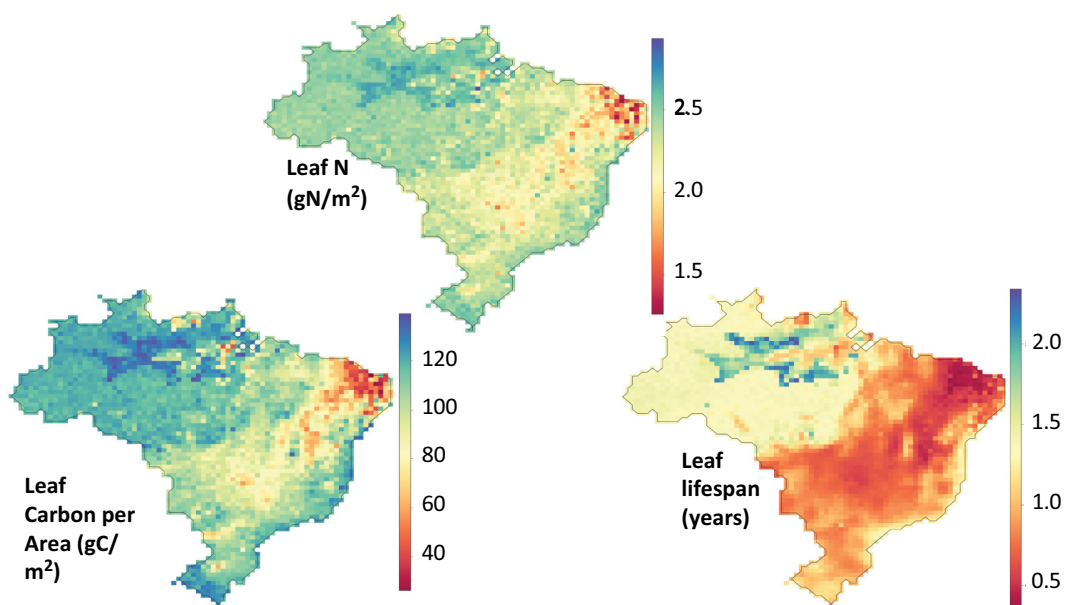 Leaf N
(gN/m²)
2.5
2.0
1.5
Leaf
Carbon per
Area (gC/
m²)
120
100
80
60
40
Leaf
lifespan
(years)
2.0
1.5
1.0
0.5